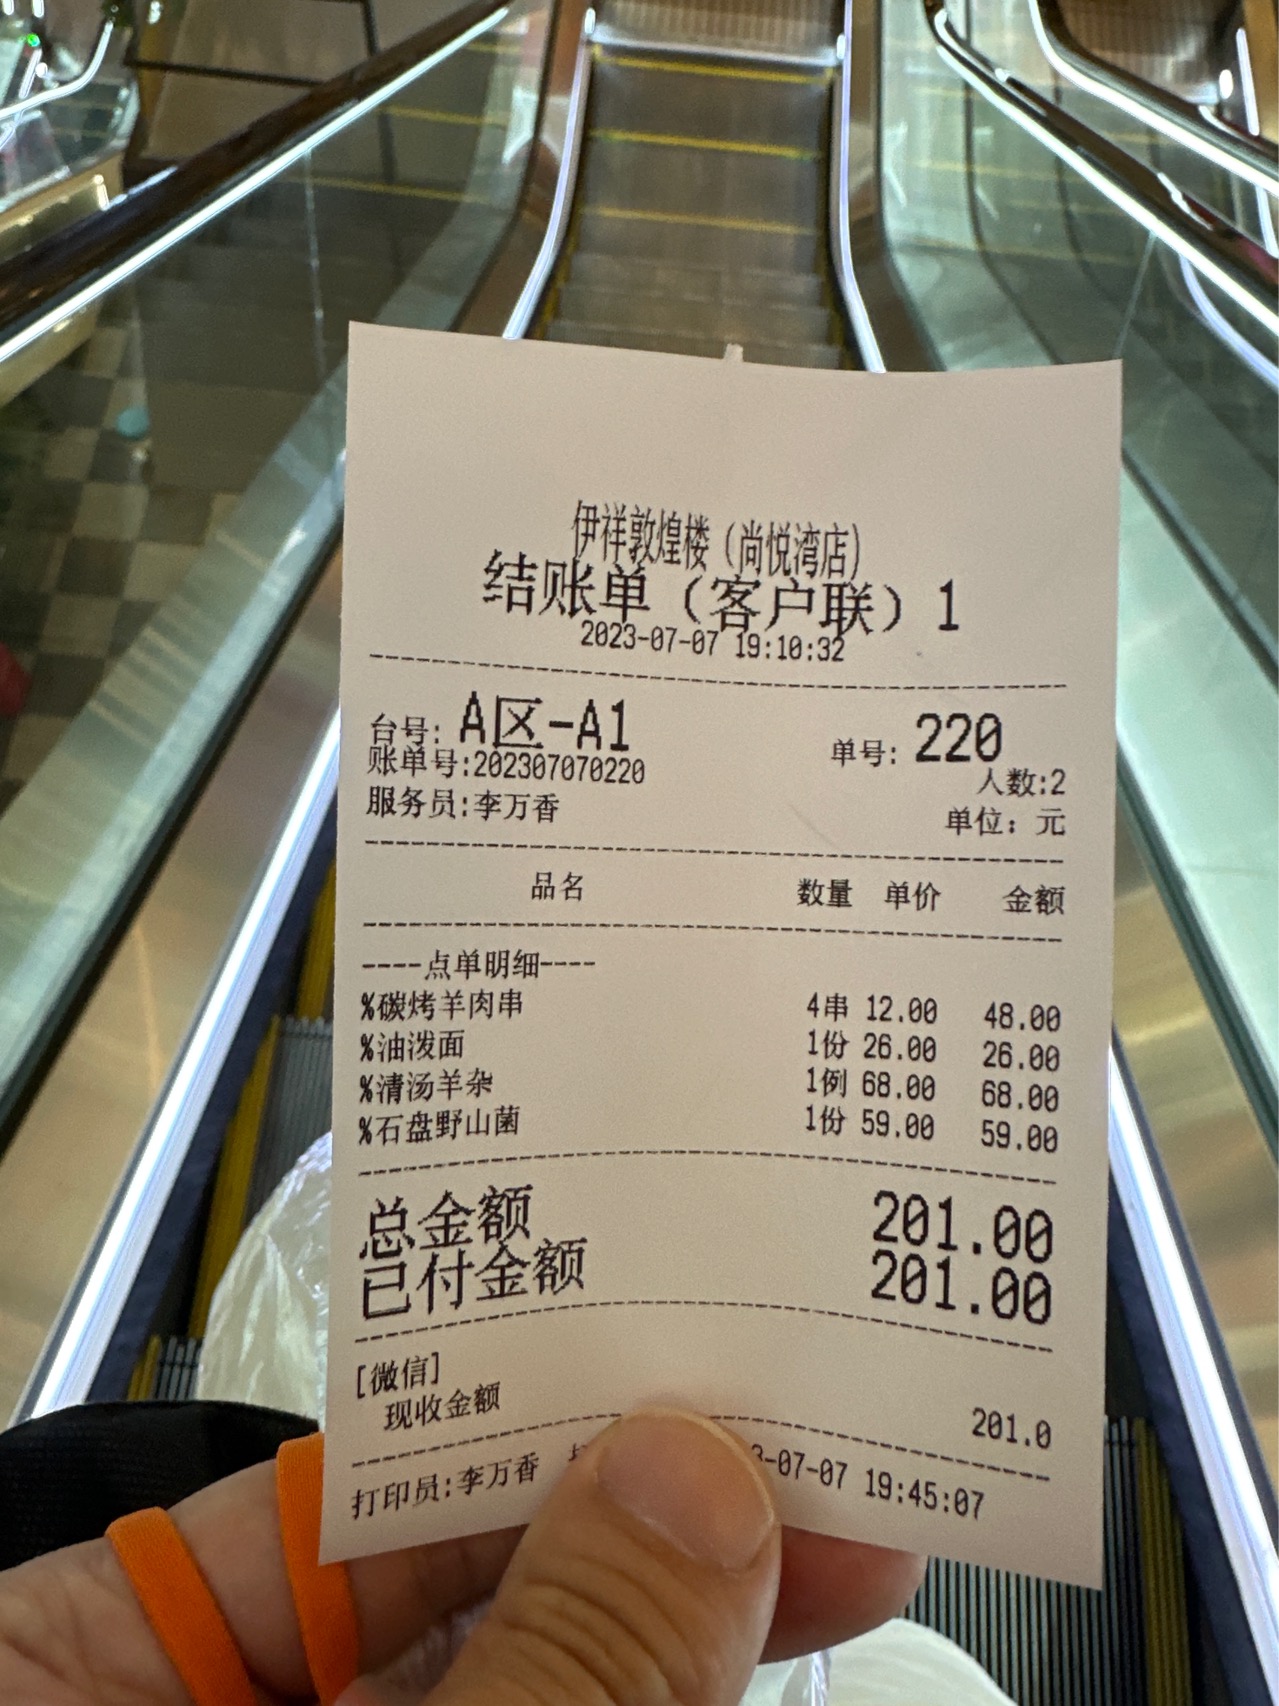 伊祥敦煌楼（尚悦湾店）
结账单（客户联）1
2023-07-07 19:10:32
台号: A区-A1 单号: 220
账单号:202307070220 人数:2
服务员:李万香 单位：元
品名 数量 单价 金额
----点单明细----
%碳烤羊肉串 4串 12.00 48.00
%油泼面 1份 26.00 26.00
%清汤羊杂 1例 68.00 68.00
%石盘野山菌 1份 59.00 59.00
总金额 201.00
已付金额 201.00
[微信]
现收金额 201.0
打印员:李万香 3-07-07 19:45:07